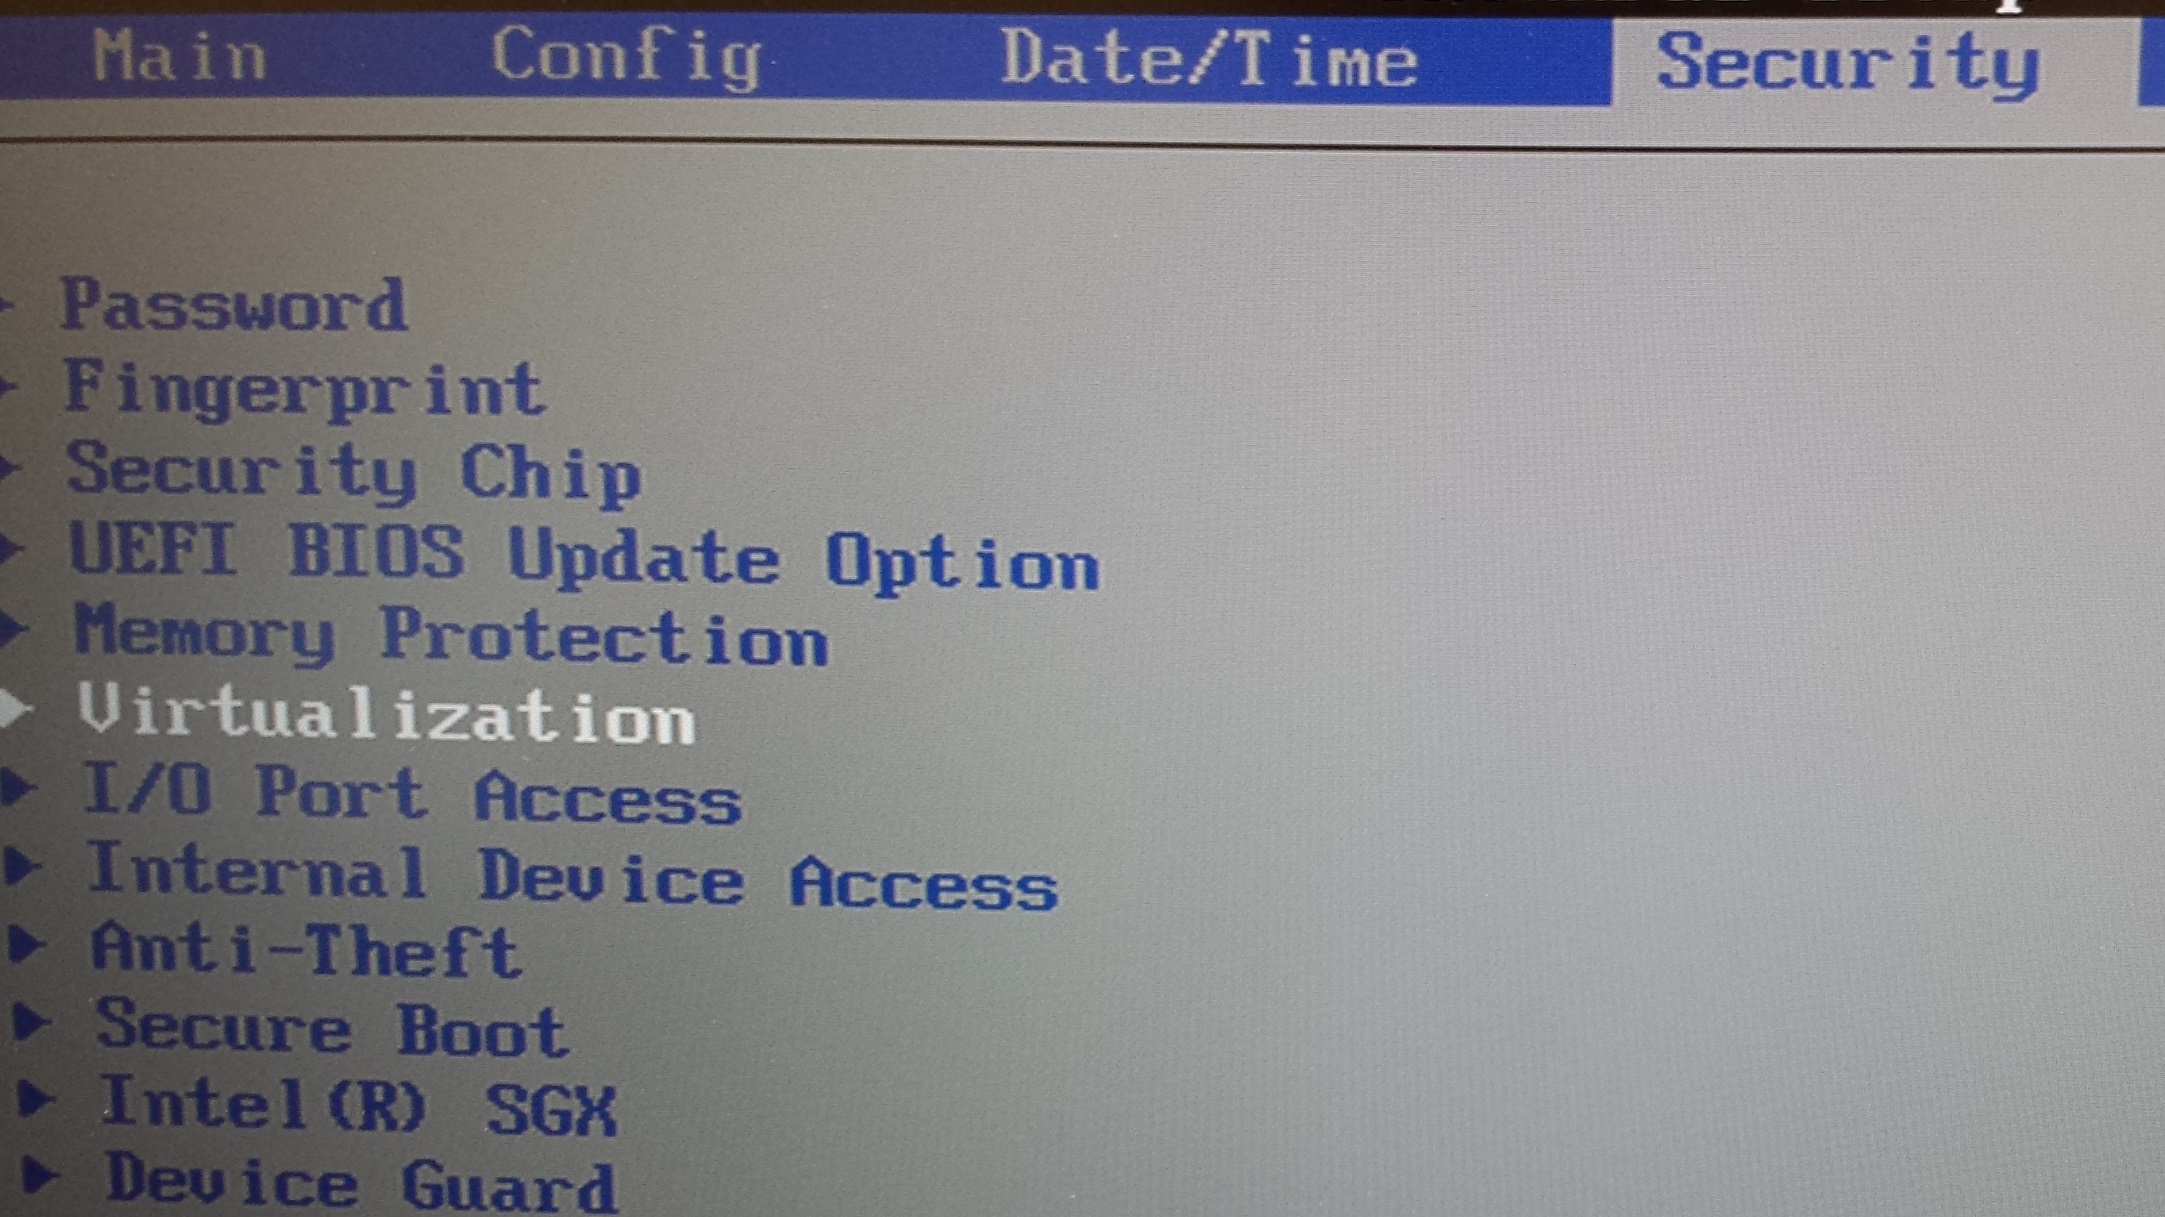 Main Config Date/Time Security
Password
Fingerprint
Security Chip
UEFI BIOS Update Option
Memory Protection
Virtualization
I/O Port Access
Internal Device Access
Anti-Theft
Secure Boot
Intel(R) SGX
Device Guard